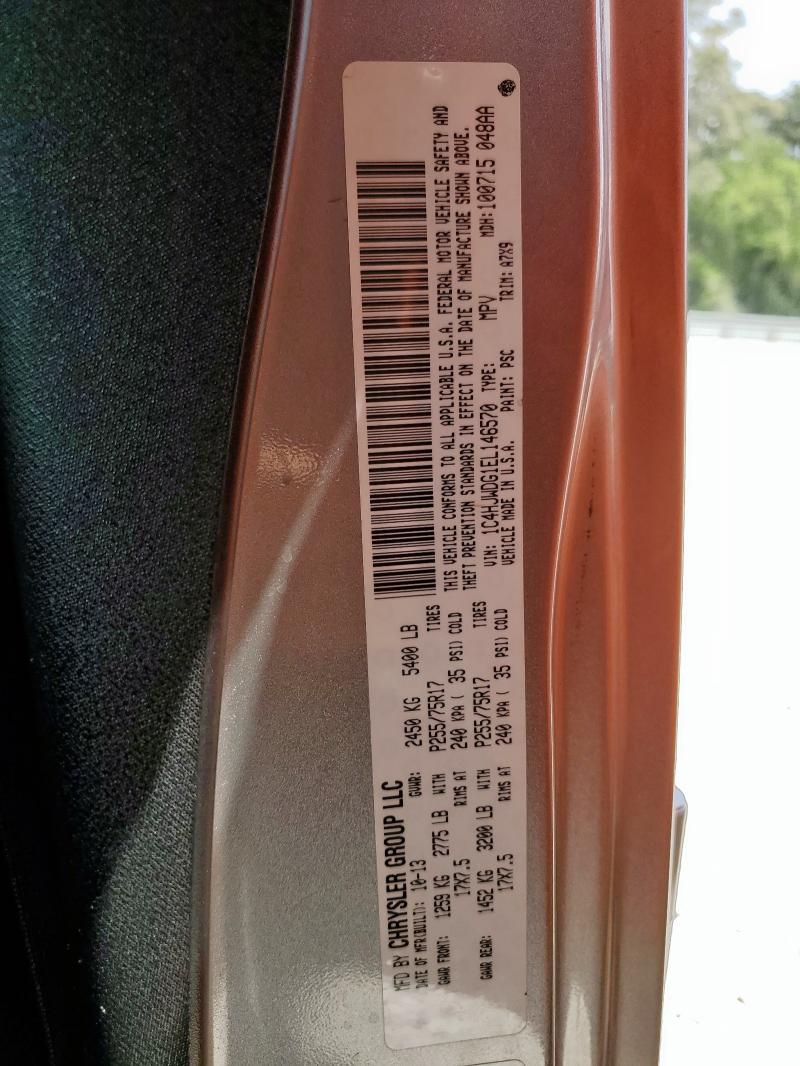 MFD BY CHRYSLER GROUP LLC
DATE OF MFR(BUILT): 10-13 GVWR: 2450 KG 5400 LB
GAWR FRONT: 1259 KG 2775 LB WITH P255/75R17 TIRES
17X7.5 RIMS AT 240 KPA ( 35 PSI) COLD
GAWR REAR: 1452 KG 3200 LB WITH P255/75R17 TIRES
17X7.5 RIMS AT 240 KPA ( 35 PSI) COLD
THIS VEHICLE CONFORMS TO ALL APPLICABLE U.S.A. FEDERAL MOTOR VEHICLE SAFETY AND
THEFT PREVENTION STANDARDS IN EFFECT ON THE DATE OF MANUFACTURE SHOWN ABOVE.
VIN: 1C4HJWDG1EL146570 TYPE: MPV MDH:100715 048AA
VEHICLE MADE IN U.S.A. PAINT: PSC TRIM: A7X9